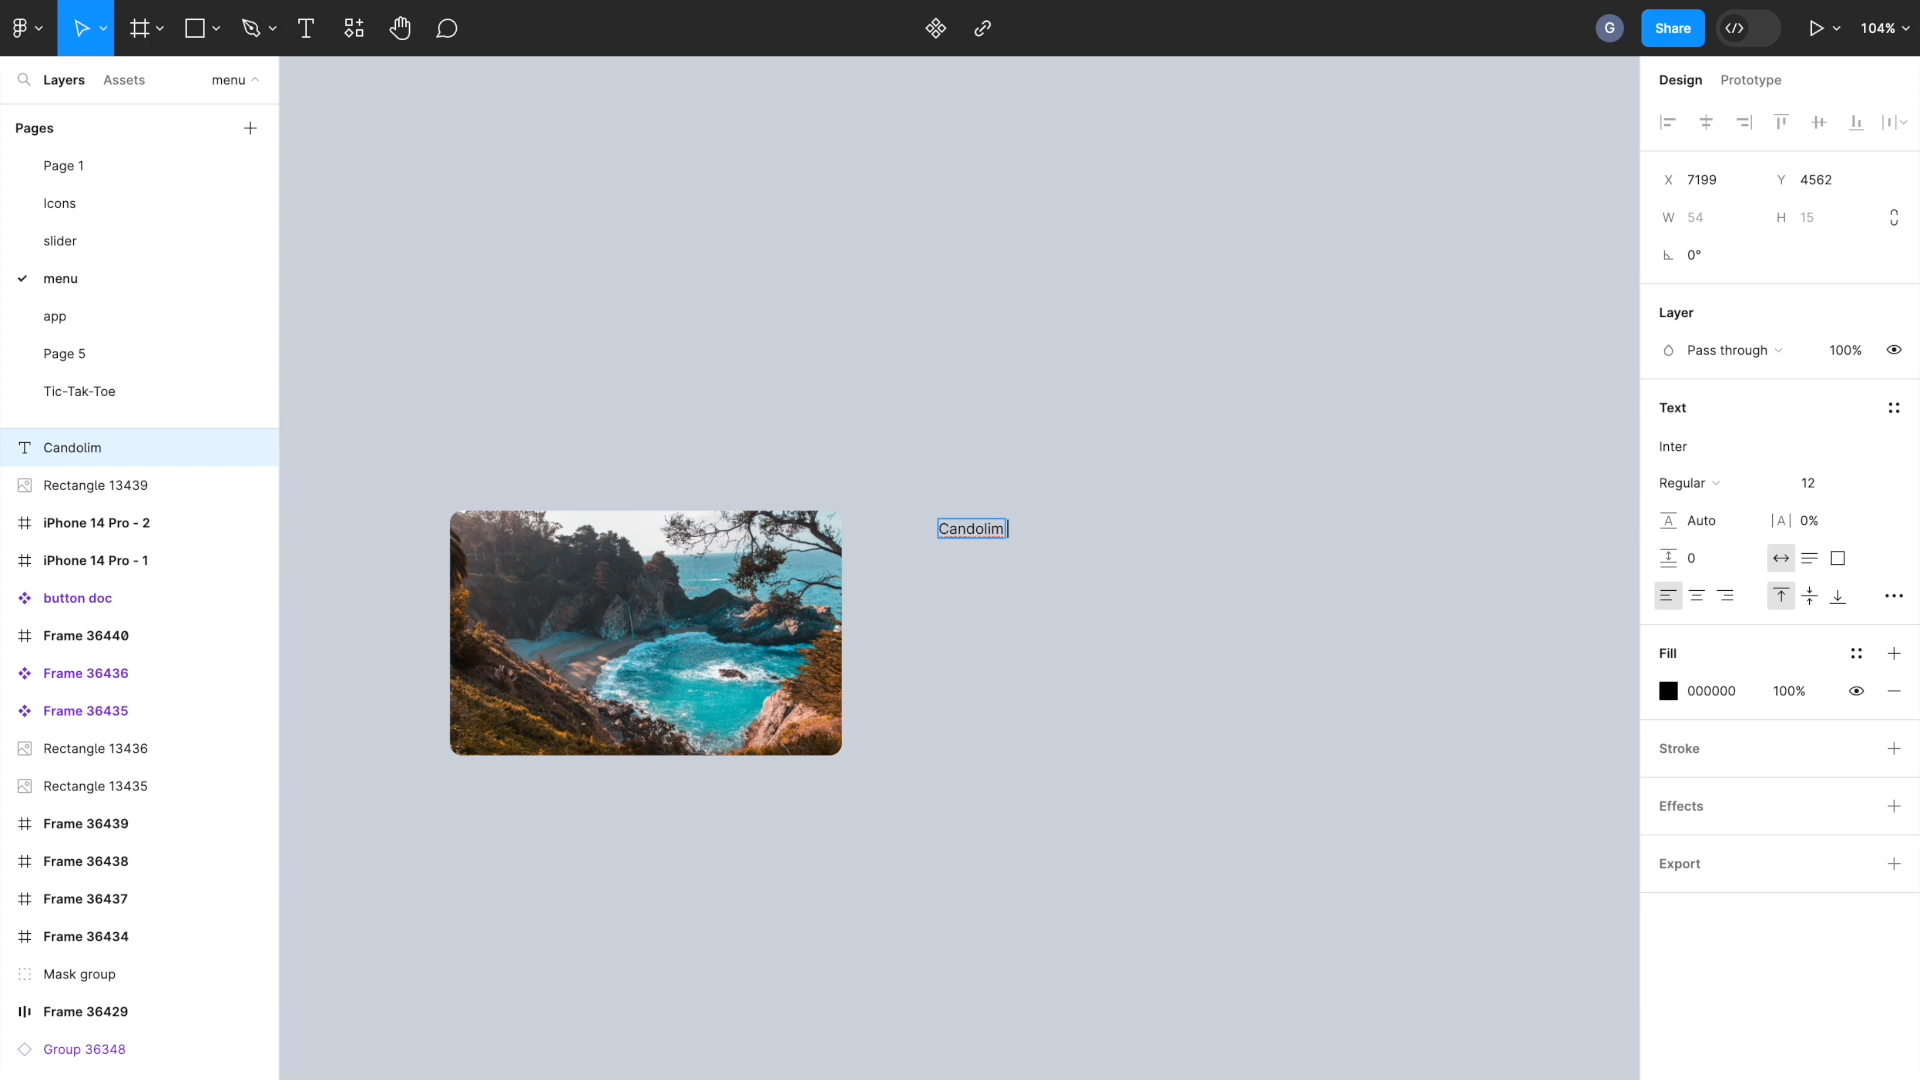 G
Share
104%
Layers
Assets
menu
Pages
Page 1
Icons
slider
menu
app
Page 5
Tic-Tak-Toe
Candolim
Rectangle 13439
iPhone 14 Pro - 2
iPhone 14 Pro - 1
button doc
Frame 36440
Frame 36436
Frame 36435
Rectangle 13436
Rectangle 13435
Frame 36439
Frame 36438
Frame 36437
Frame 36434
Mask group
Frame 36429
Group 36348
Candolim
Design
Prototype
X 7199
Y 4562
W 54
H 15
0°
Layer
Pass through
100%
Text
Inter
Regular
12
Auto
|A| 0%
0
Fill
000000
100%
Stroke
Effects
Export